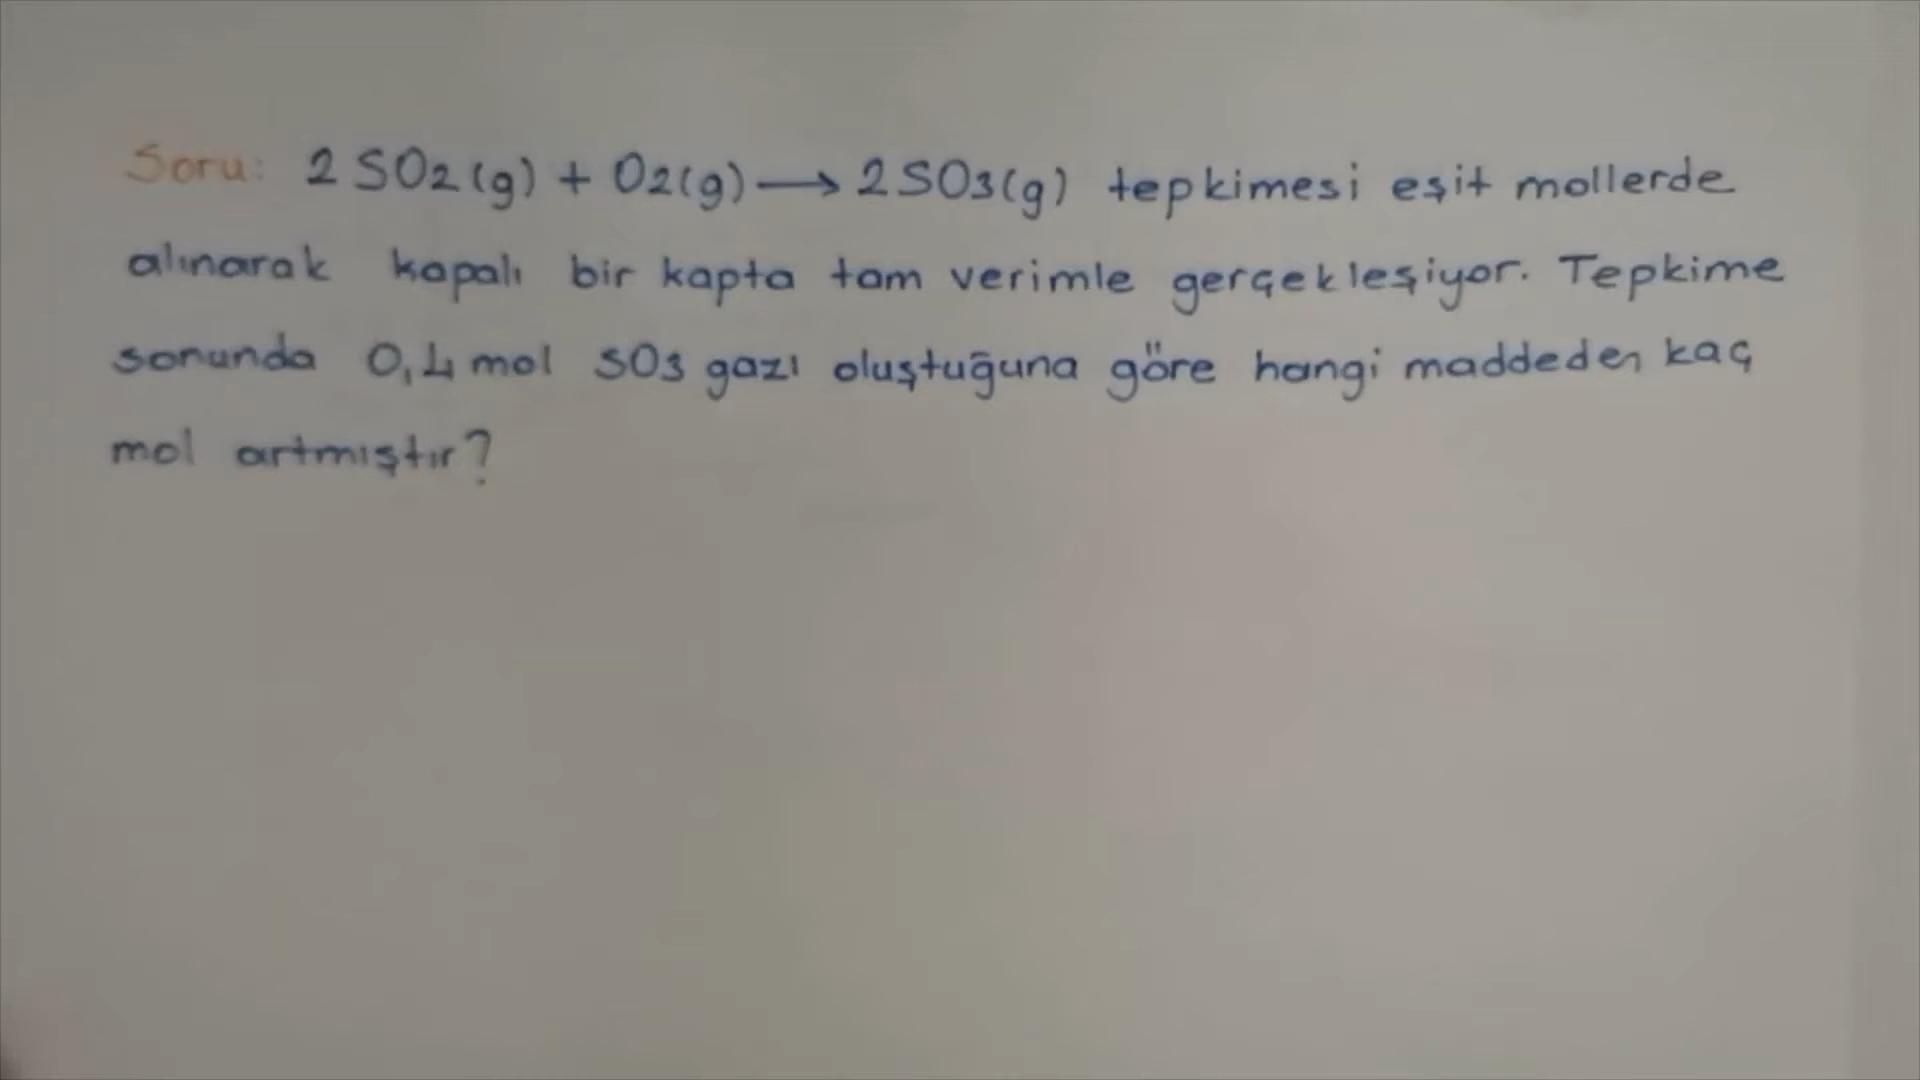 Soru: 2SO2(g) + O2(g) → 2SO3(g) tepkimesi eşit mollerde
alınarak kapalı bir kapta tam verimle gerçekleşiyor. Tepkime
sonunda 0,4 mol SO3 gazı oluştuğuna göre hangi maddeden kaç
mol artmıştır?